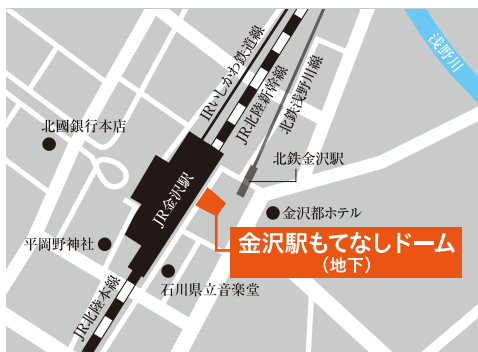 浅野川
JRいしかわ鉄道線
JR北陸新幹線
北鉄浅野川線
北國銀行本店
北鉄金沢駅
JR金沢駅
金沢都ホテル
金沢駅もてなしドーム
(地下)
平岡野神社
石川県立音楽堂
JR北陸本線